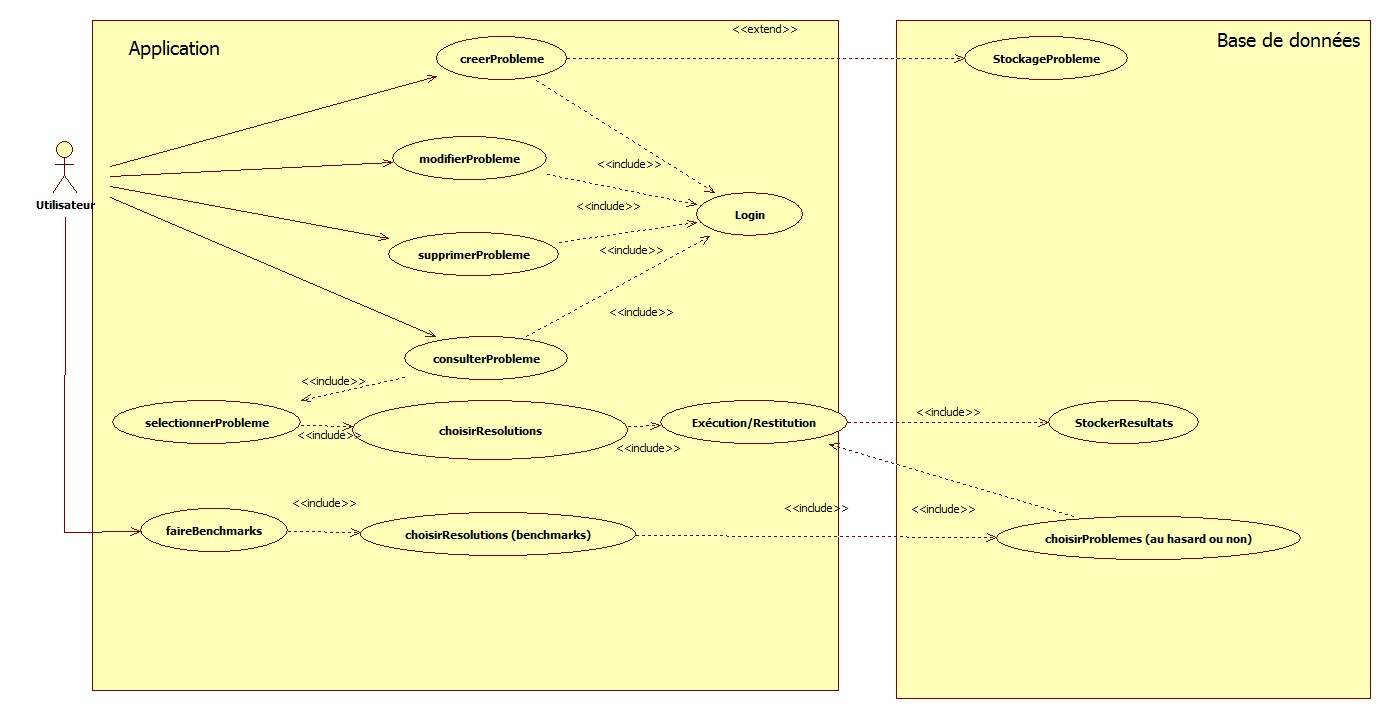 <<extend>>
Application
Base de données
creerProbleme
StockageProbleme
modifierProbleme
<<include>>
Utilisateur
<<include>>
Login
supprimerProbleme
<<include>>
<<include>>
consulterProbleme
<<include>>
selectionnerProbleme
<<include>>
choisirResolutions
<<include>>
Exécution/Restitution
<<include>>
StockerResultats
faireBenchmarks
<<include>>
choisirResolutions (benchmarks)
<<include>>
<<include>>
choisirProblemes (au hasard ou non)